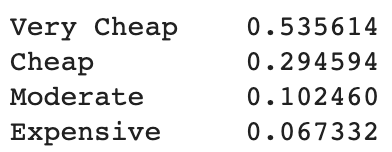 Very Cheap    0.535614
Cheap         0.294594
Moderate      0.102460
Expensive     0.067332